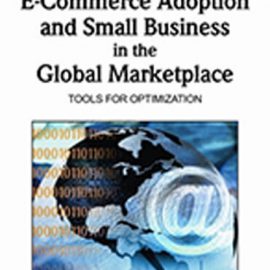 E-Commerce Adoption
and Small Business
in the
Global Marketplace
TOOLS FOR OPTIMIZATION
@